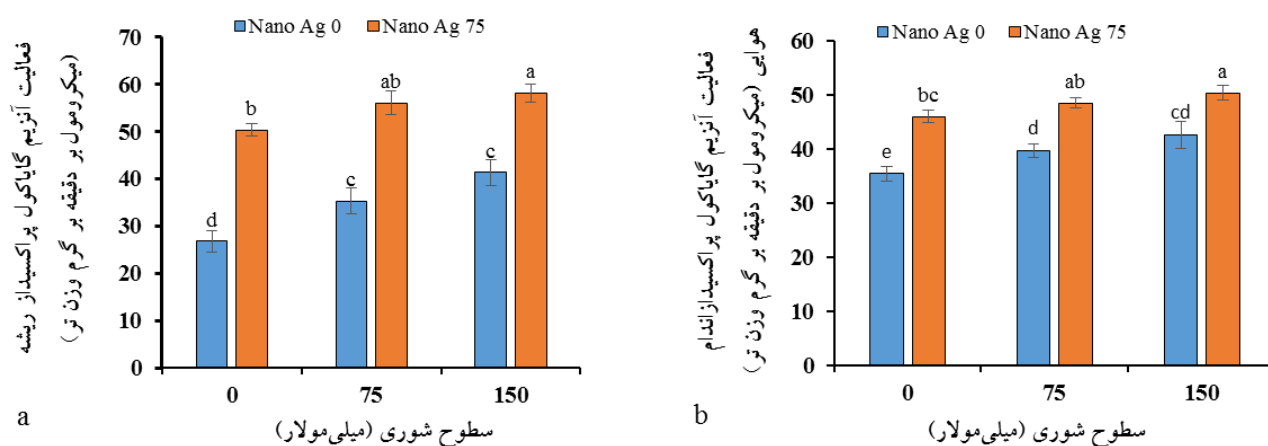 Nano Ag 0 Nano Ag 75
فعالیت آنزیم گایاکول پراکسیداز ریشه
(میکرومول بر دقیقه بر گرم وزن تر)
70
60
50
40
30
20
10
0
d
b
c
ab
c
a
0 75 150
سطوح شوری (میلی‌مولار)
a
Nano Ag 0 Nano Ag 75
فعالیت آنزیم گایاکول پراکسیدازاندام
هوایی (میکرومول بر دقیقه بر گرم وزن تر)
60
50
40
30
20
10
0
e
bc
d
ab
cd
a
0 75 150
سطوح شوری (میلی‌مولار)
b